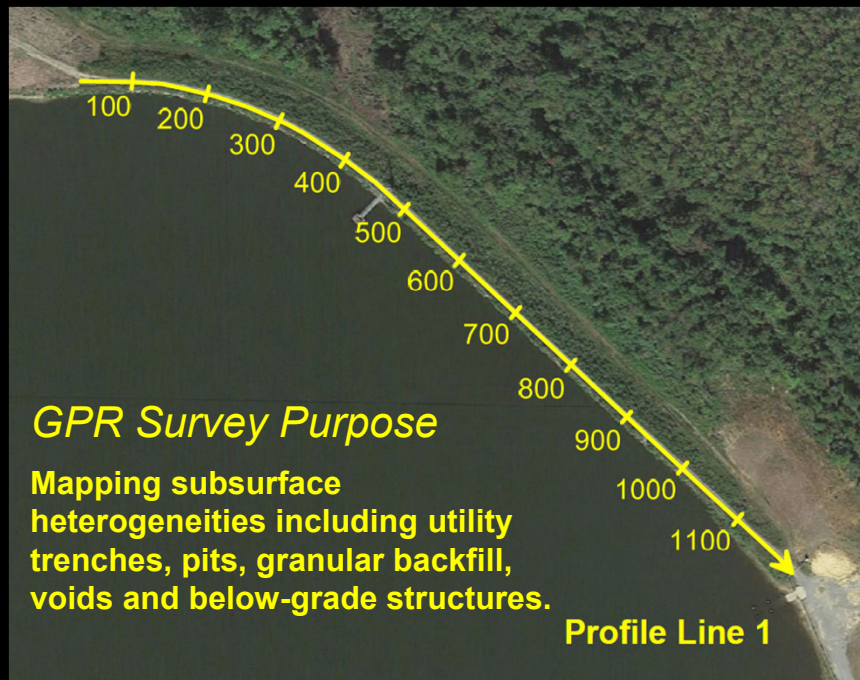 100
200
300
400
500
600
700
800
900
1000
1100
GPR Survey Purpose
Mapping subsurface
heterogeneities including utility
trenches, pits, granular backfill,
voids and below-grade structures.
Profile Line 1